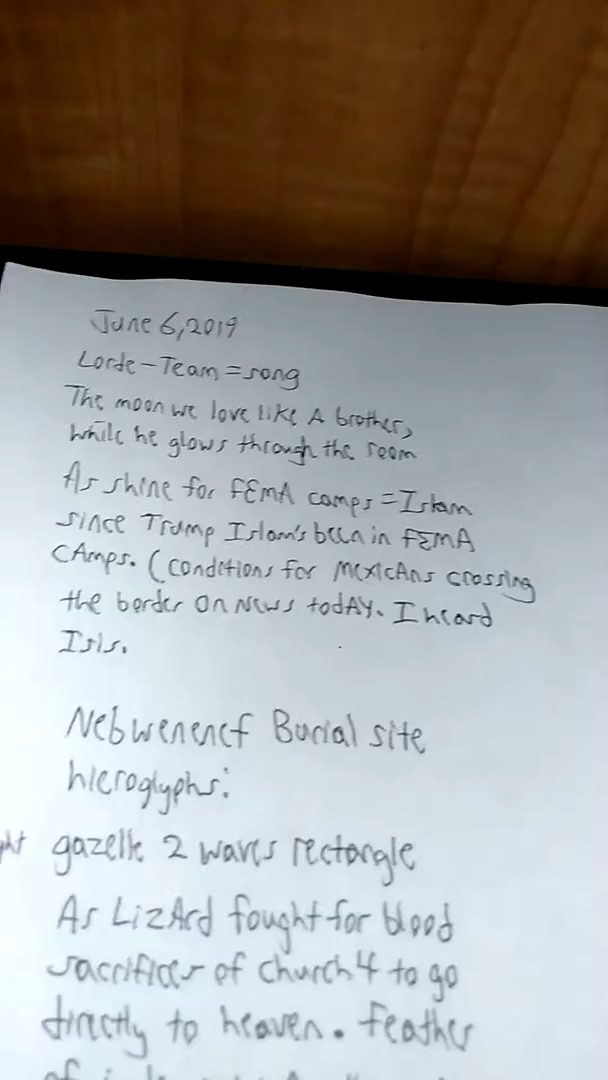 June 6,2019
Lorde-Team=song
The moon we love like A brother,
while he glows through the room
As shine for FEMA camps=Islam
since Trump Islam's been in FEMA
CAmps. (conditions for MexicAns crossing
the border on News todAY. I heard
Isis.
Nebwenenef Burial site
hieroglyphs:
gazelle 2 waves rectangle
As LizArd fought for blood
sacrifices of church 4 to go
directly to heaven. Feather